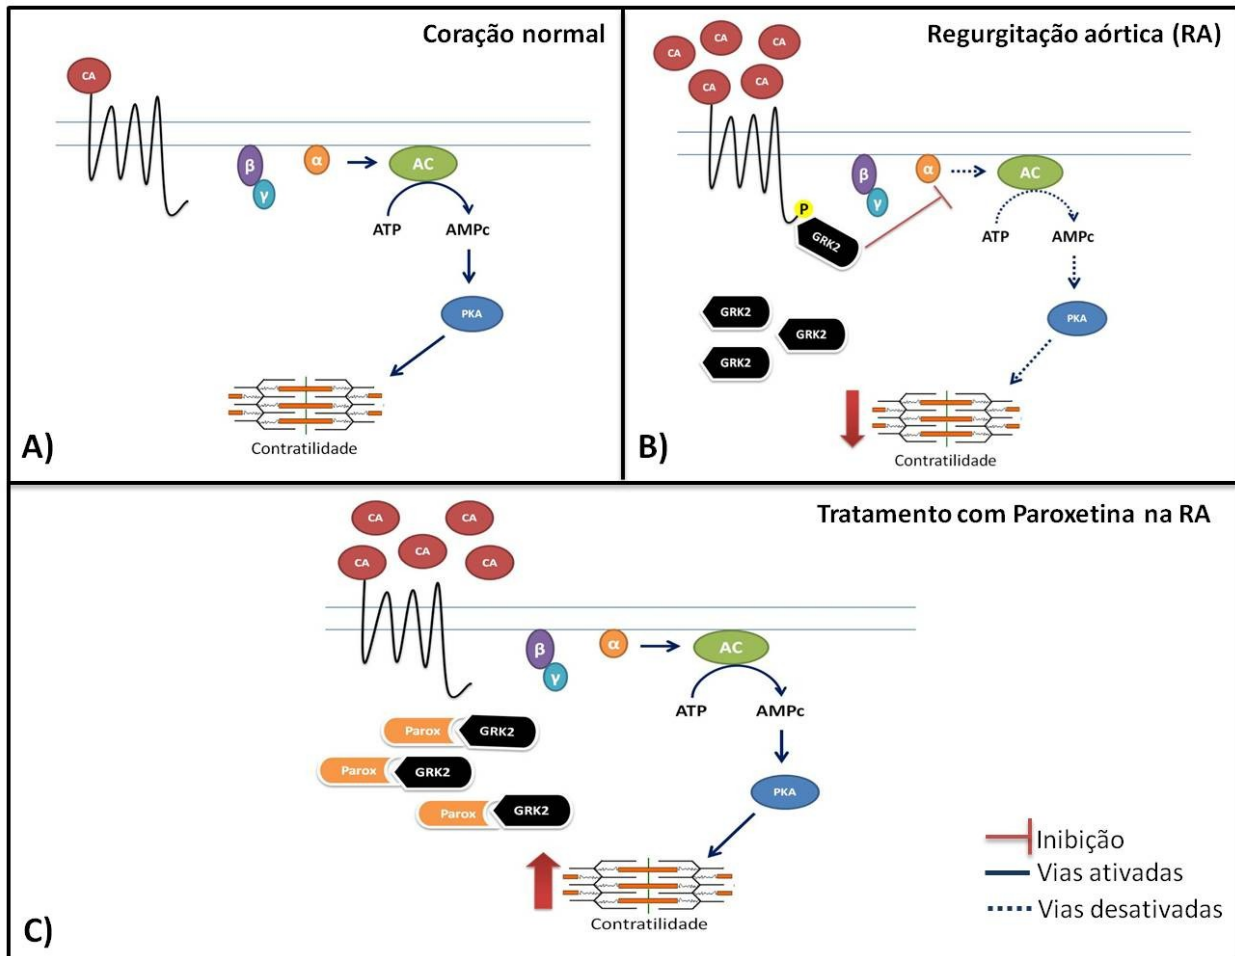 Coração normal
CA
β
γ
α
AC
ATP
AMPc
PKA
Contratilidade
A)
Regurgitação aórtica (RA)
CA
CA
CA
CA
CA
β
γ
α
AC
P
GRK2
ATP
AMPc
GRK2
GRK2
GRK2
PKA
Contratilidade
B)
Tratamento com Paroxetina na RA
CA
CA
CA
CA
CA
β
γ
α
AC
ATP
AMPc
Parox GRK2
Parox GRK2
Parox GRK2
PKA
Contratilidade
C)
Inibição
Vias ativadas
Vias desativadas